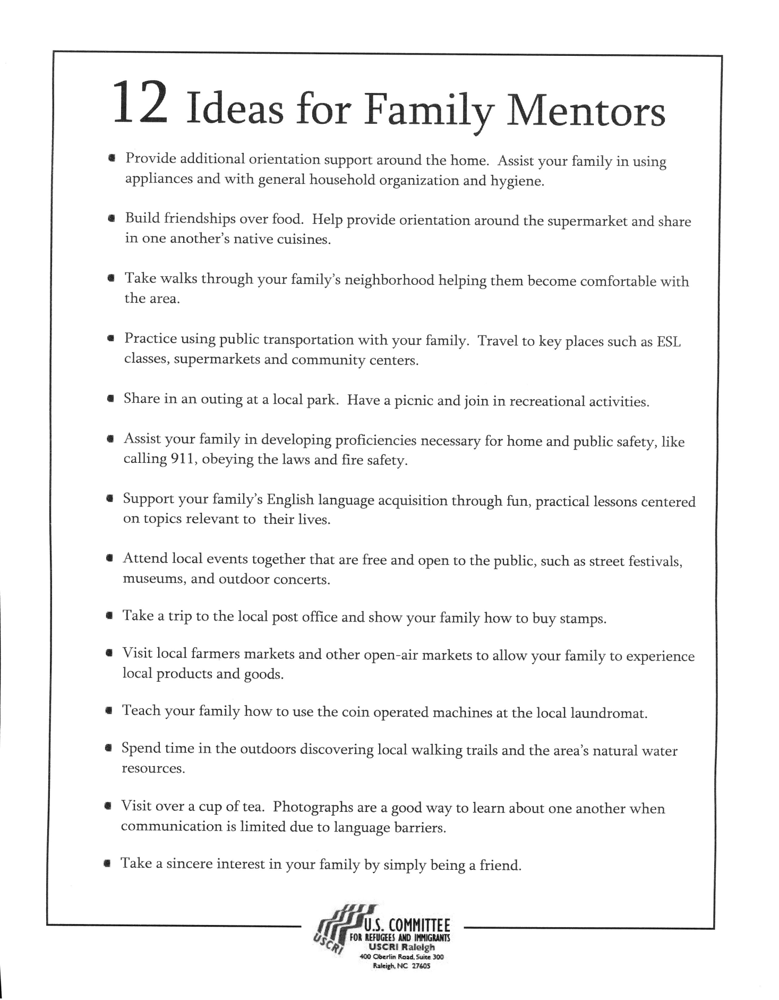 12 Ideas for Family Mentors
▪ Provide additional orientation support around the home.  Assist your family in using
appliances and with general household organization and hygiene.
▪ Build friendships over food.  Help provide orientation around the supermarket and share
in one another's native cuisines.
▪ Take walks through your family's neighborhood helping them become comfortable with
the area.
▪ Practice using public transportation with your family.  Travel to key places such as ESL
classes, supermarkets and community centers.
▪ Share in an outing at a local park.  Have a picnic and join in recreational activities.
▪ Assist your family in developing proficiencies necessary for home and public safety, like
calling 911, obeying the laws and fire safety.
▪ Support your family's English language acquisition through fun, practical lessons centered
on topics relevant to  their lives.
▪ Attend local events together that are free and open to the public, such as street festivals,
museums, and outdoor concerts.
▪ Take a trip to the local post office and show your family how to buy stamps.
▪ Visit local farmers markets and other open-air markets to allow your family to experience
local products and goods.
▪ Teach your family how to use the coin operated machines at the local laundromat.
▪ Spend time in the outdoors discovering local walking trails and the area's natural water
resources.
▪ Visit over a cup of tea.  Photographs are a good way to learn about one another when
communication is limited due to language barriers.
▪ Take a sincere interest in your family by simply being a friend.
U.S. COMMITTEE
FOR REFUGEES AND IMMIGRANTS
USCRI
USCRI Raleigh
400 Oberlin Road, Suite 300
Raleigh, NC  27605